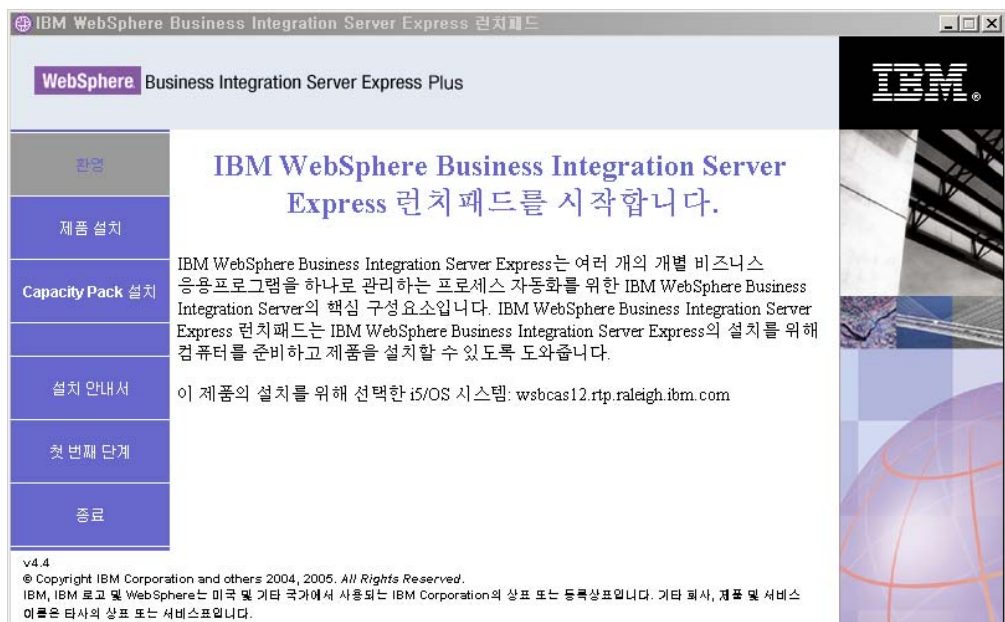 IBM WebSphere Business Integration Server Express 런치패드
WebSphere. Business Integration Server Express Plus
IBM®
환영
제품 설치
Capacity Pack 설치
설치 안내서
첫 번째 단계
종료
IBM WebSphere Business Integration Server
Express 런치패드를 시작합니다.
IBM WebSphere Business Integration Server Express는 여러 개의 개별 비즈니스
응용프로그램을 하나로 관리하는 프로세스 자동화를 위한 IBM WebSphere Business
Integration Server의 핵심 구성요소입니다. IBM WebSphere Business Integration Server
Express 런치패드는 IBM WebSphere Business Integration Server Express의 설치를 위해
컴퓨터를 준비하고 제품을 설치할 수 있도록 도와줍니다.
이 제품의 설치를 위해 선택한 i5/OS 시스템: wsbcas12.rtp.raleigh.ibm.com
v4.4
© Copyright IBM Corporation and others 2004, 2005. All Rights Reserved.
IBM, IBM 로고 및 WebSphere는 미국 및 기타 국가에서 사용되는 IBM Corporation의 상표 또는 등록상표입니다. 기타 회사, 제품 및 서비스
이름은 타사의 상표 또는 서비스표입니다.